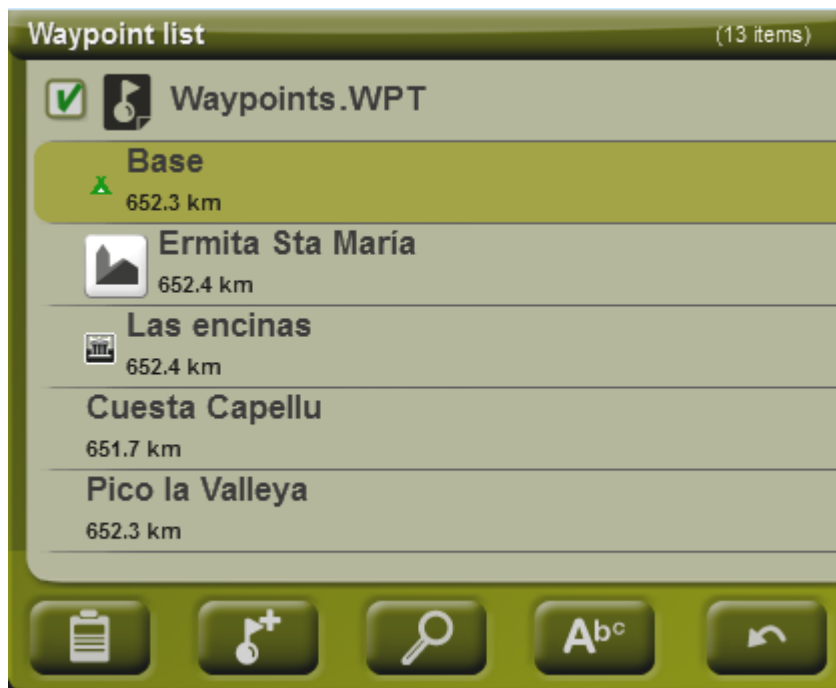 Waypoint list (13 items)
Waypoints.WPT
Base
652.3 km
Ermita Sta María
652.4 km
Las encinas
652.4 km
Cuesta Capellu
651.7 km
Pico la Valleya
652.3 km
Abc